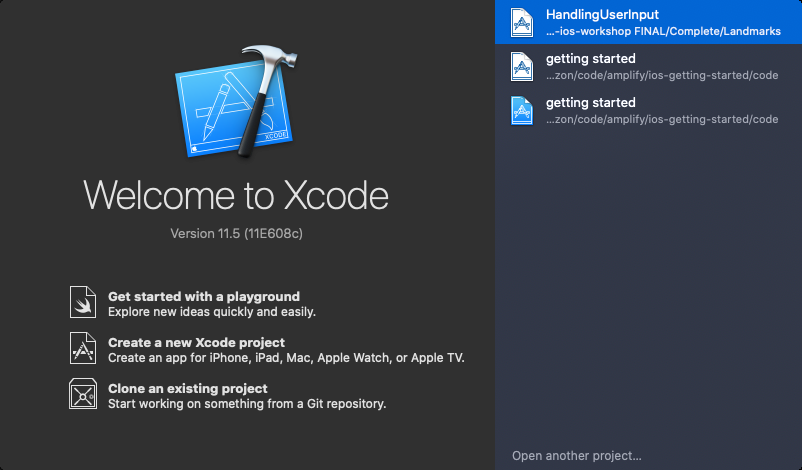 XCODE
Welcome to Xcode
Version 11.5 (11E608c)
Get started with a playground
Explore new ideas quickly and easily.
Create a new Xcode project
Create an app for iPhone, iPad, Mac, Apple Watch, or Apple TV.
Clone an existing project
Start working on something from a Git repository.
HandlingUserInput
...-ios-workshop FINAL/Complete/Landmarks
getting started
...zon/code/amplify/ios-getting-started/code
getting started
...zon/code/amplify/ios-getting-started/code
Open another project...